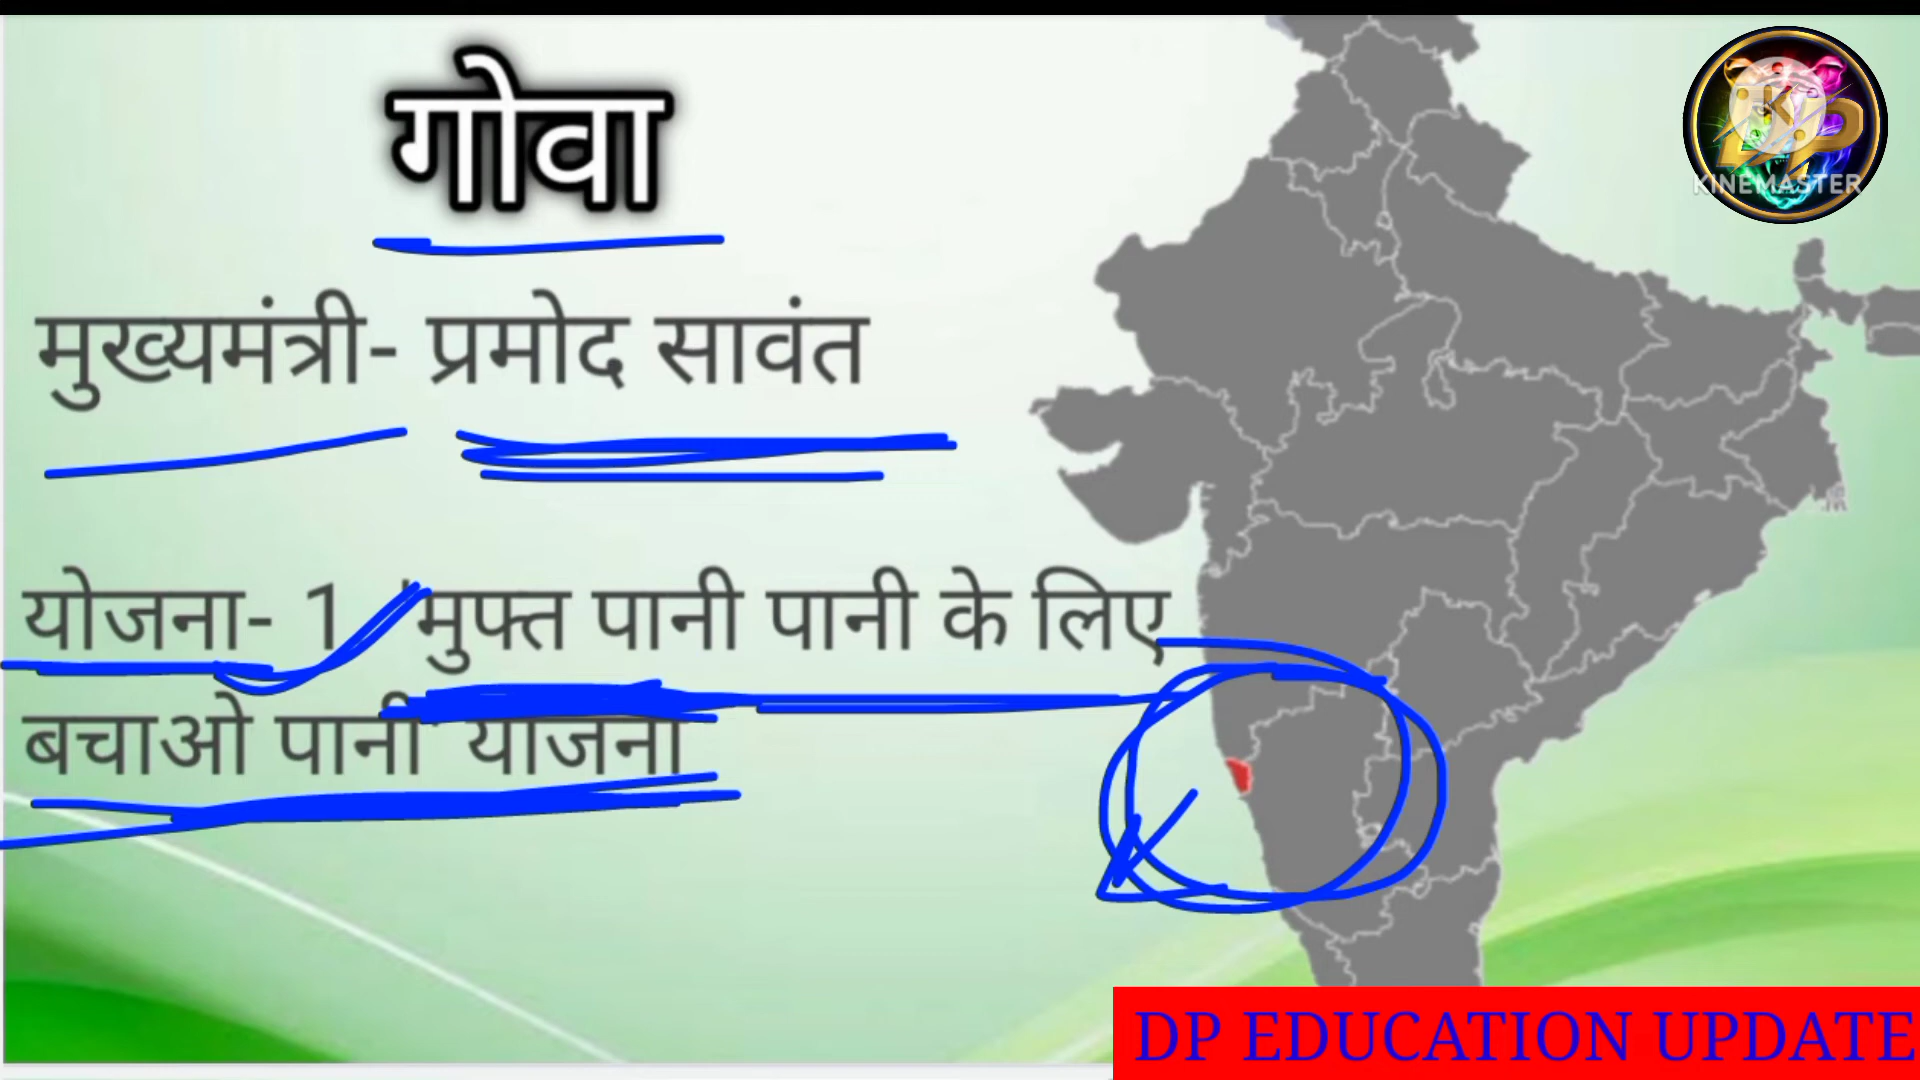 गोवा
मुख्यमंत्री- प्रमोद सावंत
योजना- 1 'मुफ्त पानी पानी के लिए
बचाओ पानी' योजना
KINEMASTER
DP EDUCATION UPDATE